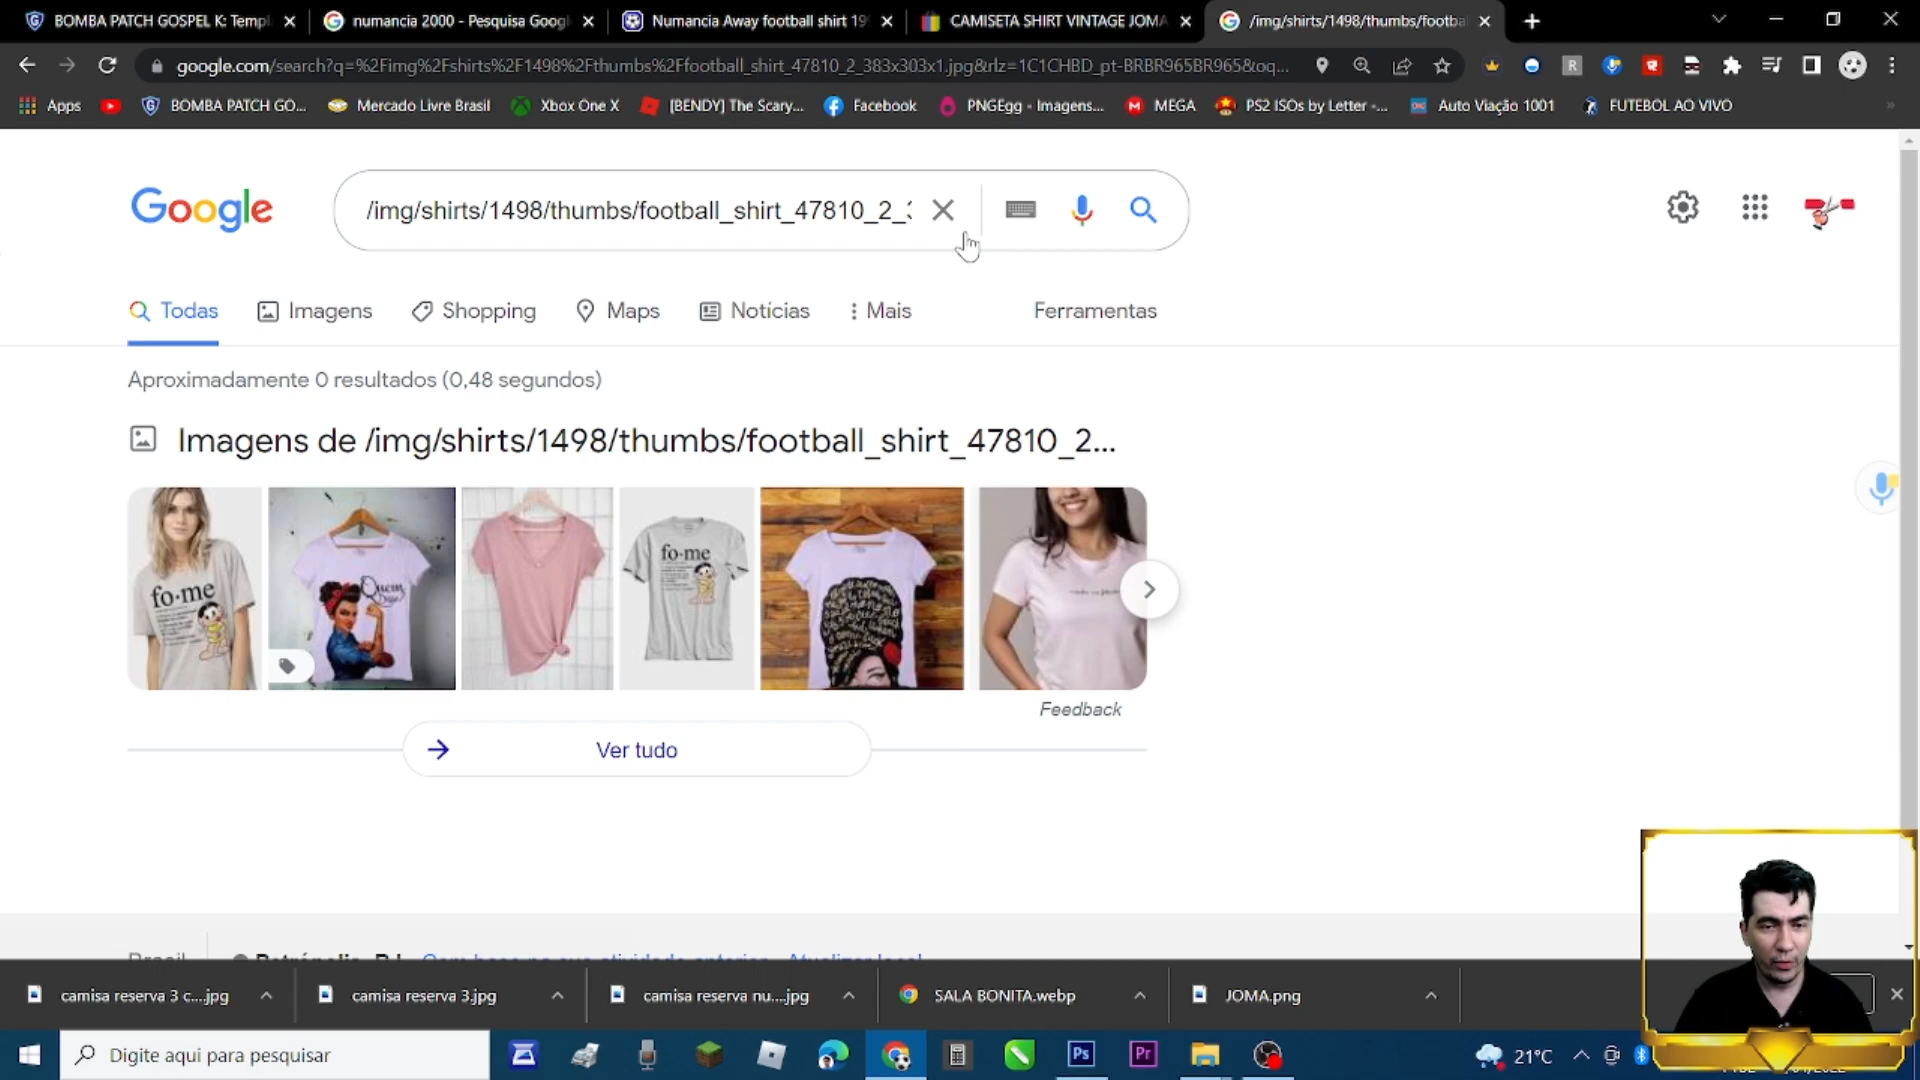 BOMBA PATCH GOSPEL K: Templ
numancia 2000 - Pesquisa Googl
Numancia Away football shirt 19
CAMISETA SHIRT VINTAGE JOMA
/img/shirts/1498/thumbs/footba
google.com/search?q=%2Fimg%2Fshirts%2F1498%2Fthumbs%2Ffootball_shirt_47810_2_383x303x1.jpg&rlz=1C1CHBD_pt-BRBR965BR965&oq...
Apps
BOMBA PATCH GO...
Mercado Livre Brasil
Xbox One X
[BENDY] The Scary...
Facebook
PNGEgg - Imagens...
MEGA
PS2 ISOs by Letter -...
Auto Viação 1001
FUTEBOL AO VIVO
Google
/img/shirts/1498/thumbs/football_shirt_47810_2_3
Todas
Imagens
Shopping
Maps
Notícias
Mais
Ferramentas
Aproximadamente 0 resultados (0,48 segundos)
Imagens de /img/shirts/1498/thumbs/football_shirt_47810_2...
fo·me
Quem
fo·me
Feedback
Ver tudo
camisa reserva 3 c....jpg
camisa reserva 3.jpg
camisa reserva nu....jpg
SALA BONITA.webp
JOMA.png
Digite aqui para pesquisar
Ps
Pr
21°C